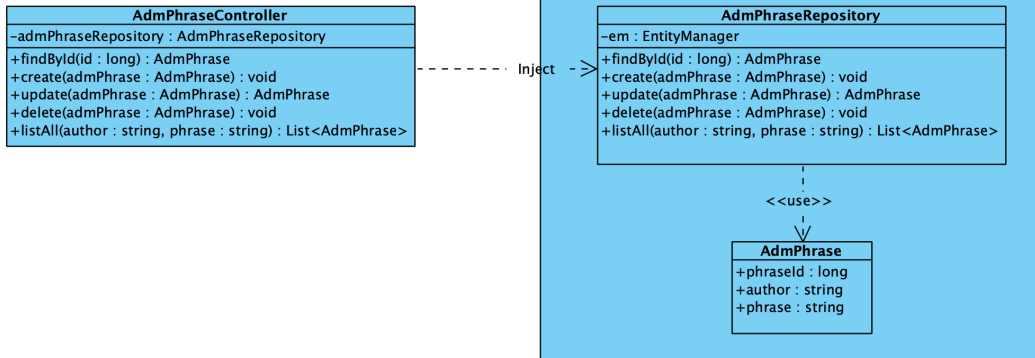 AdmPhraseController
-admPhraseRepository : AdmPhraseRepository
+findById(id : long) : AdmPhrase
+create(admPhrase : AdmPhrase) : void
+update(admPhrase : AdmPhrase) : AdmPhrase
+delete(admPhrase : AdmPhrase) : void
+listAll(author : string, phrase : string) : List<AdmPhrase>
Inject
AdmPhraseRepository
-em : EntityManager
+findById(id : long) : AdmPhrase
+create(admPhrase : AdmPhrase) : void
+update(admPhrase : AdmPhrase) : AdmPhrase
+delete(admPhrase : AdmPhrase) : void
+listAll(author : string, phrase : string) : List<AdmPhrase>
<<use>>
AdmPhrase
+phraseId : long
+author : string
+phrase : string